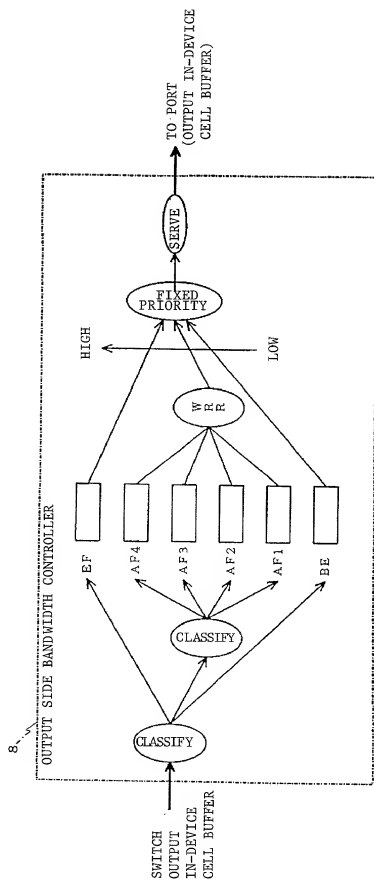 8
OUTPUT SIDE BANDWIDTH CONTROLLER
SWITCH
OUTPUT
IN-DEVICE
CELL BUFFER
CLASSIFY
CLASSIFY
EF
AF4
AF3
AF2
AF1
BE
WRR
HIGH
LOW
FIXED
PRIORITY
SERVE
TO PORT
(OUTPUT IN-DEVICE
CELL BUFFER)